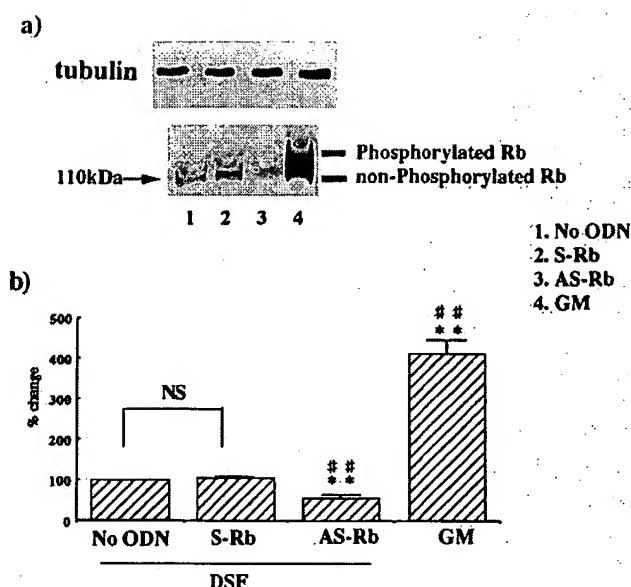 a)
tubulin
Phosphorylated Rb
110kDa
non-Phosphorylated Rb
1 2 3 4
1. No ODN
2. S-Rb
3. AS-Rb
4. GM
b)
500
400
300
200
100
0
% change
NS
# #
* *
# #
* *
No ODN S-Rb AS-Rb GM
DSF